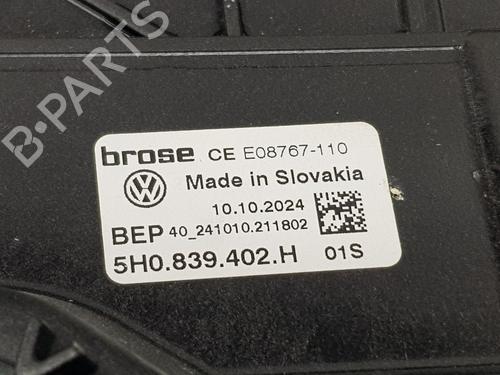 B-PARTS
brose CE E08767-110
Made in Slovakia
10.10.2024
BEP 40_241010.211802
5H0.839.402.H 01S